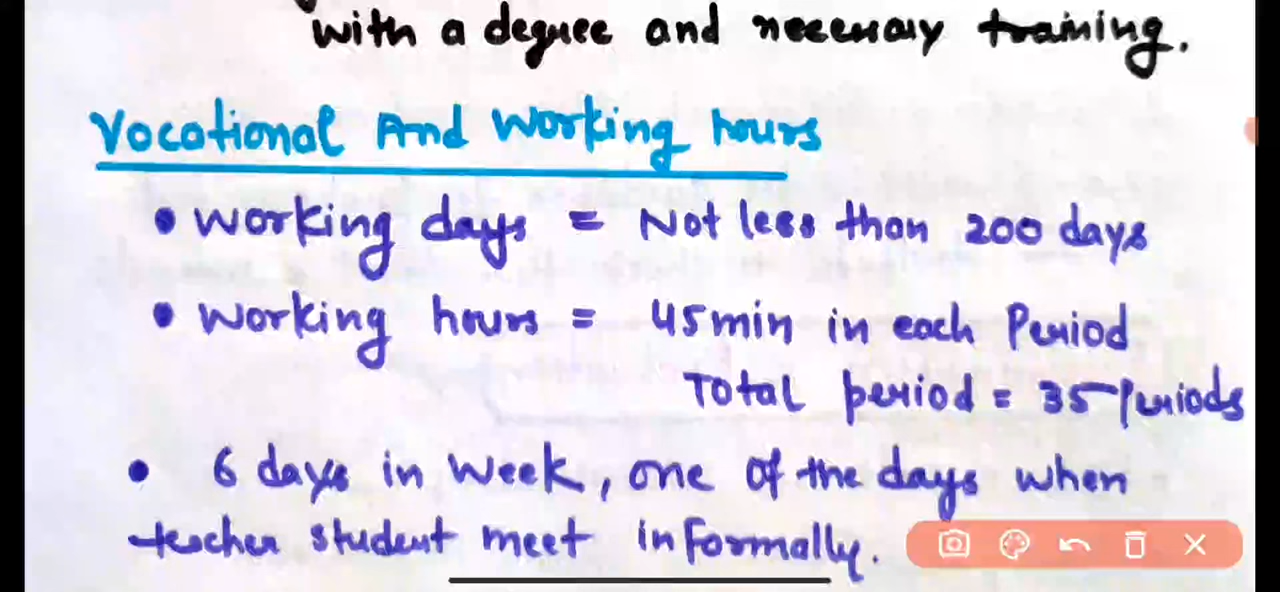 with a degree and necessary training.
Vocational And Working hours
• Working days = Not less than 200 days
• Working hours = 45min in each Period
Total period = 35 Periods
• 6 days in week, one of the days when
teacher student meet informally.